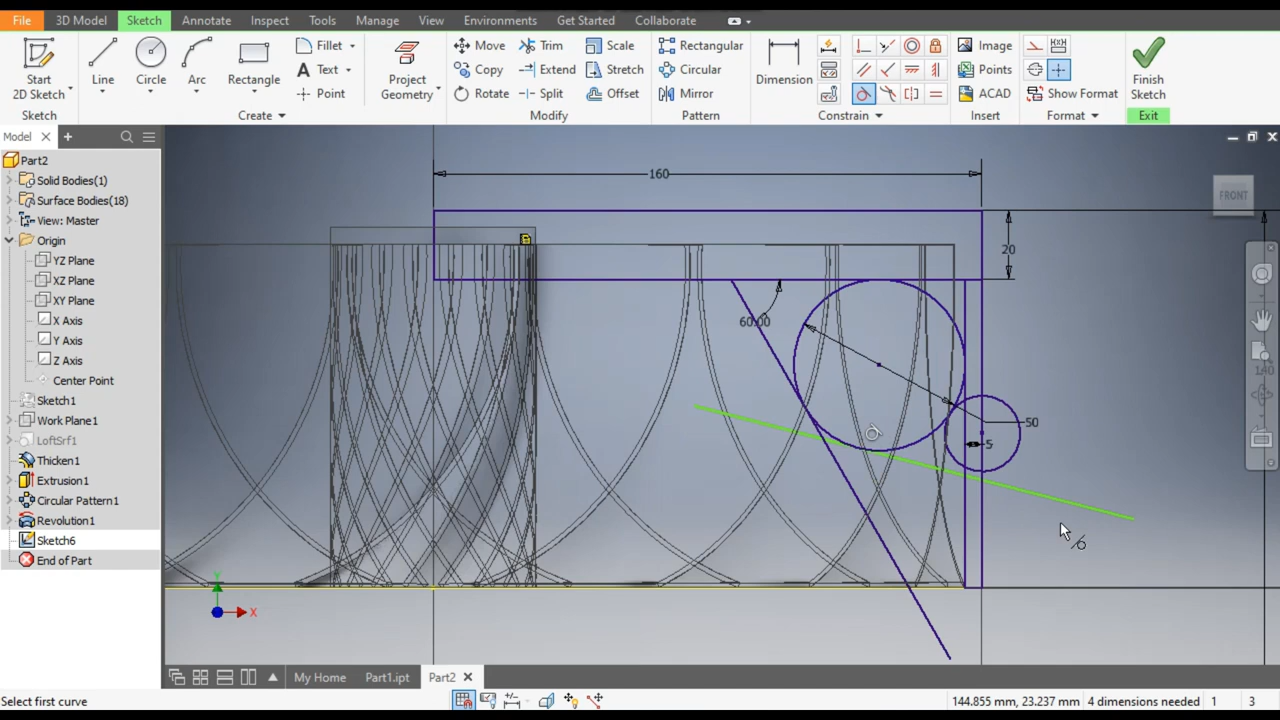 File 3D Model Sketch Annotate Inspect Tools Manage View Environments Get Started Collaborate
Start 2D Sketch Line Circle Arc Rectangle Fillet Text Point Project Geometry Move Copy Rotate Trim Extend Split Scale Stretch Offset Rectangular Circular Mirror Dimension Image Points ACAD Show Format Finish Sketch
Sketch Create Modify Pattern Constrain Insert Format Exit
Model
Part2
Solid Bodies(1)
Surface Bodies(18)
View: Master
Origin
YZ Plane
XZ Plane
XY Plane
X Axis
Y Axis
Z Axis
Center Point
Sketch1
Work Plane1
LoftSrf1
Thicken1
Extrusion1
Circular Pattern1
Revolution1
Sketch6
End of Part
160
FRONT
20
60.00
140
50
5
Y
X
My Home Part1.ipt Part2
Select first curve 144.855 mm, 23.237 mm 4 dimensions needed 1 3